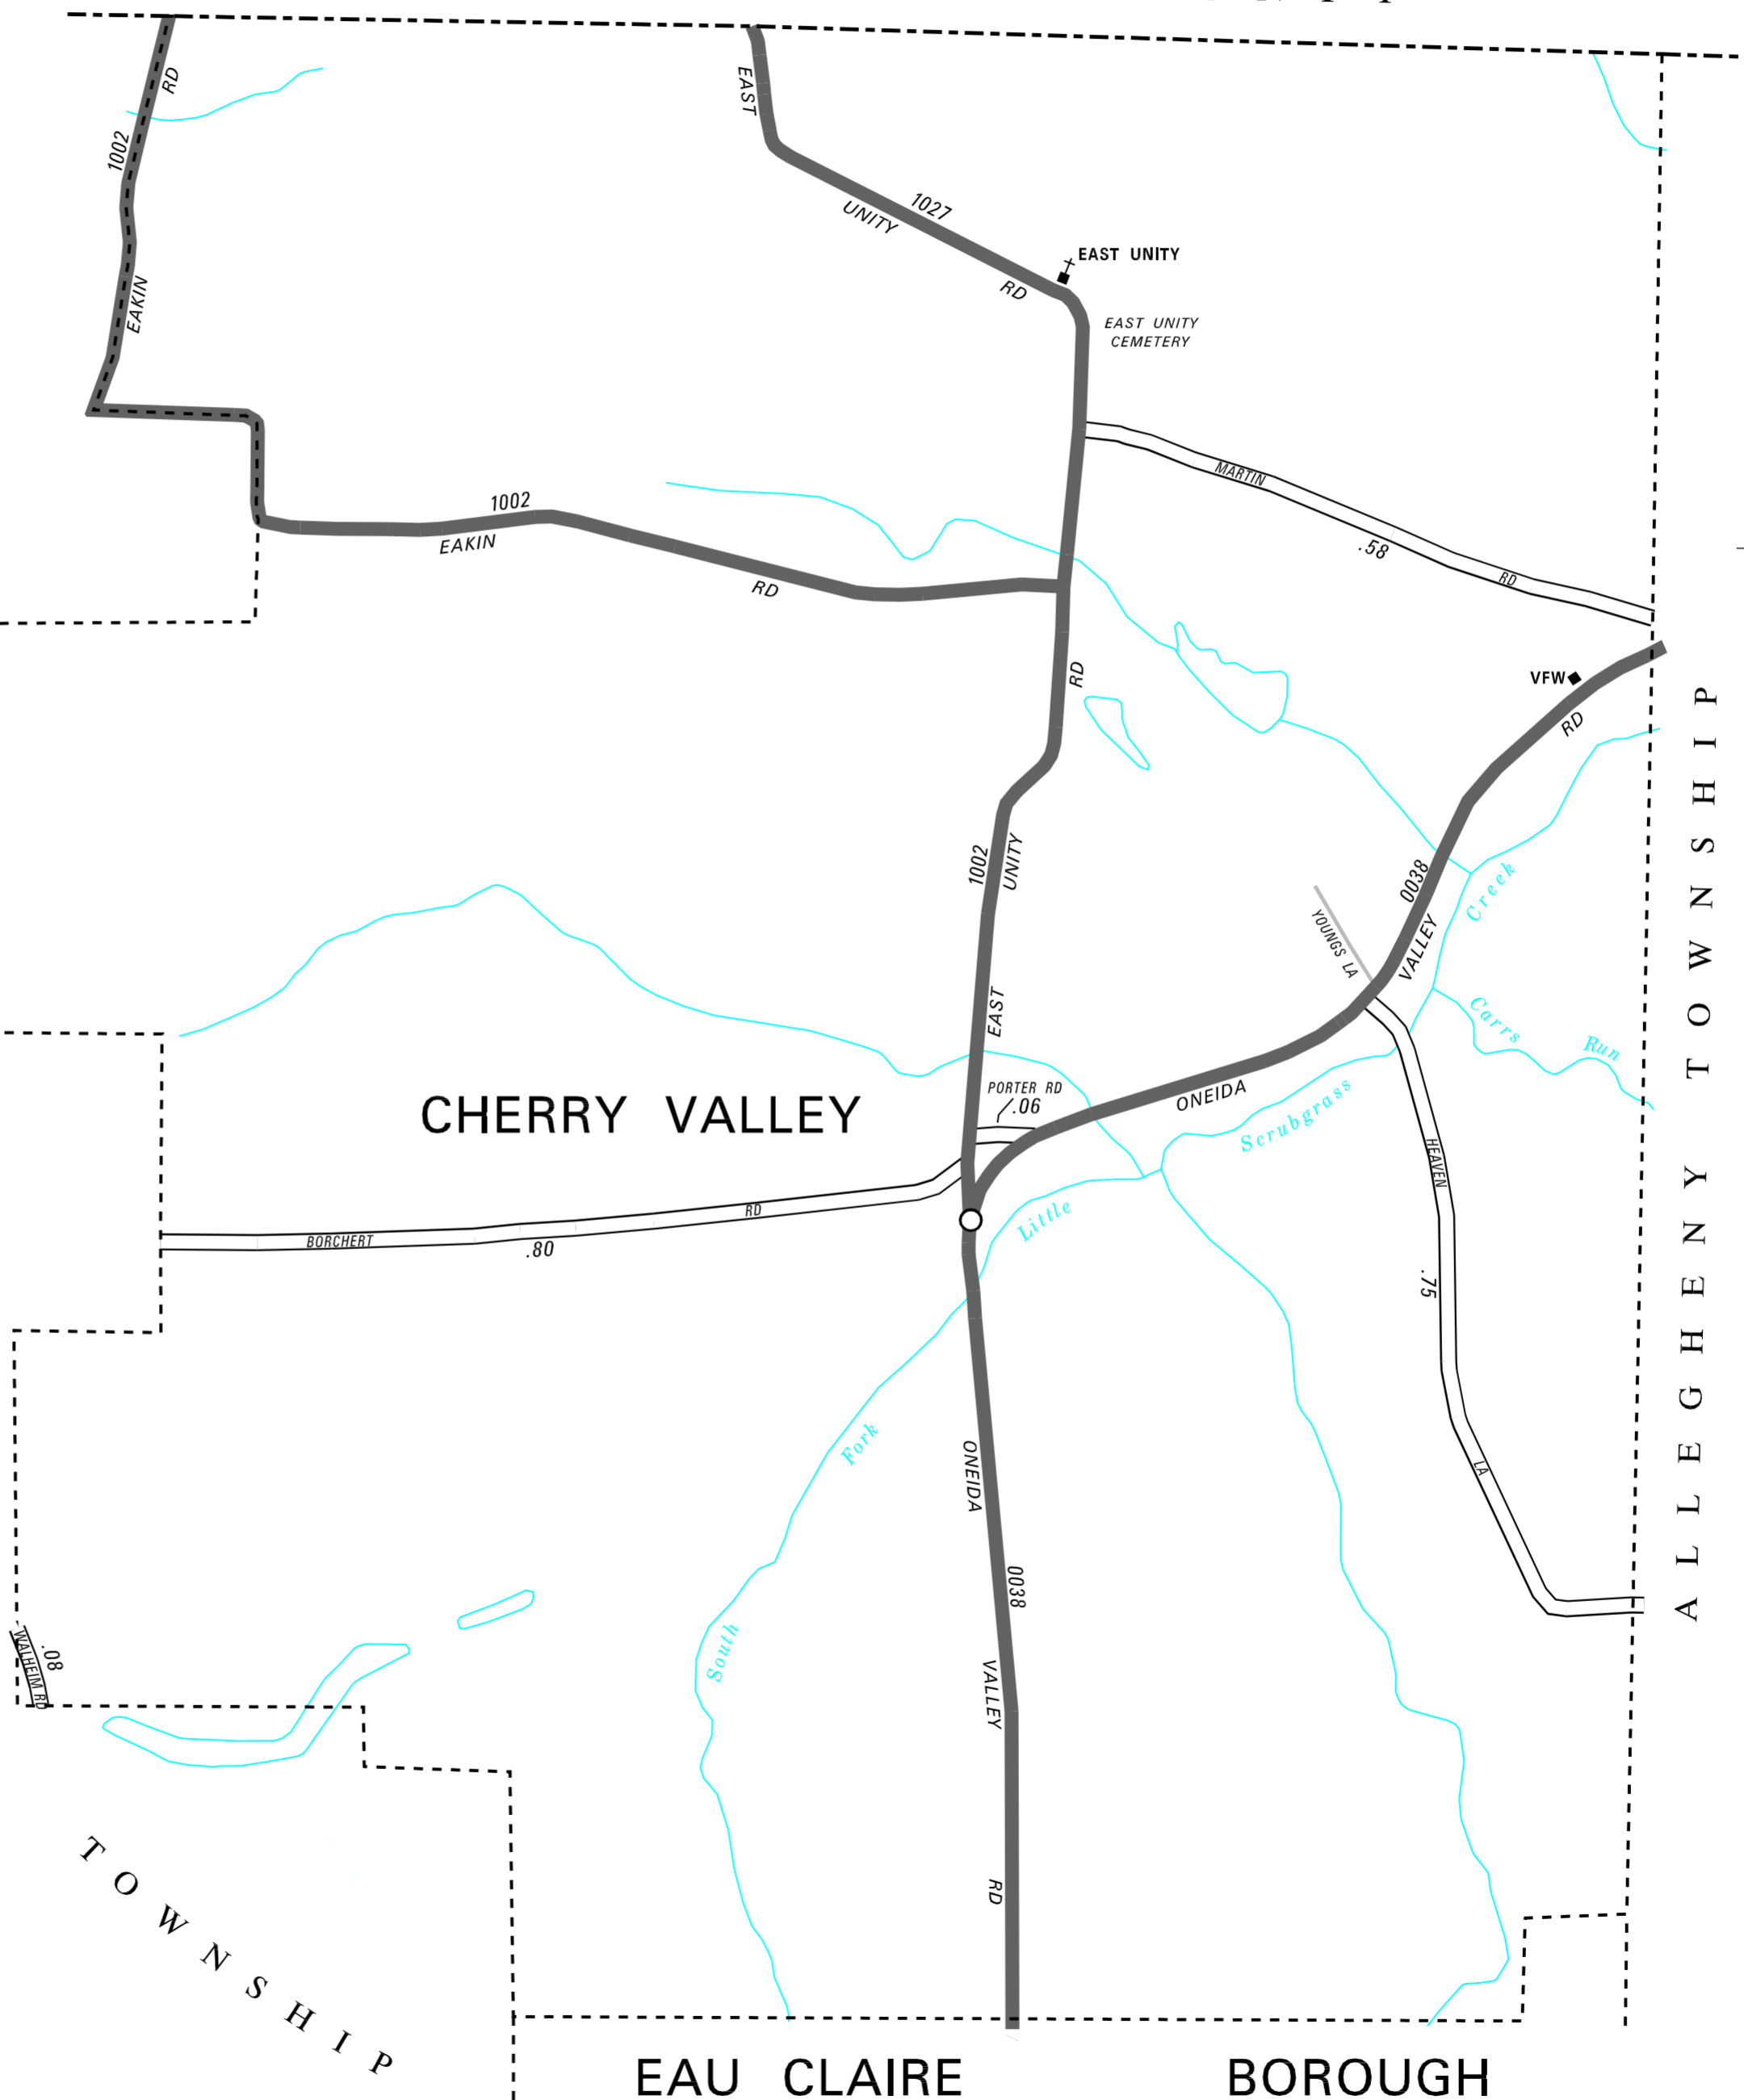 RD
1002
EAKIN
EAST
UNITY
1027
RD
EAST UNITY
EAST UNITY
CEMETERY
MARTIN
.58
RD
1002
EAKIN
RD
RD
VFW
RD
1002
UNITY
EAST
0038
VALLEY
YOUNGS LA
Creek
Carrs
Run
CHERRY VALLEY
PORTER RD
.06
ONEIDA
Scrubgrass
Little
HEAVEN
.75
LA
BORCHERT
RD
.80
Fork
South
ONEIDA
0038
VALLEY
RD
WALHEIM RD
.08
ALLEGHENY TOWNSHIP
TOWNSHIP
EAU CLAIRE BOROUGH